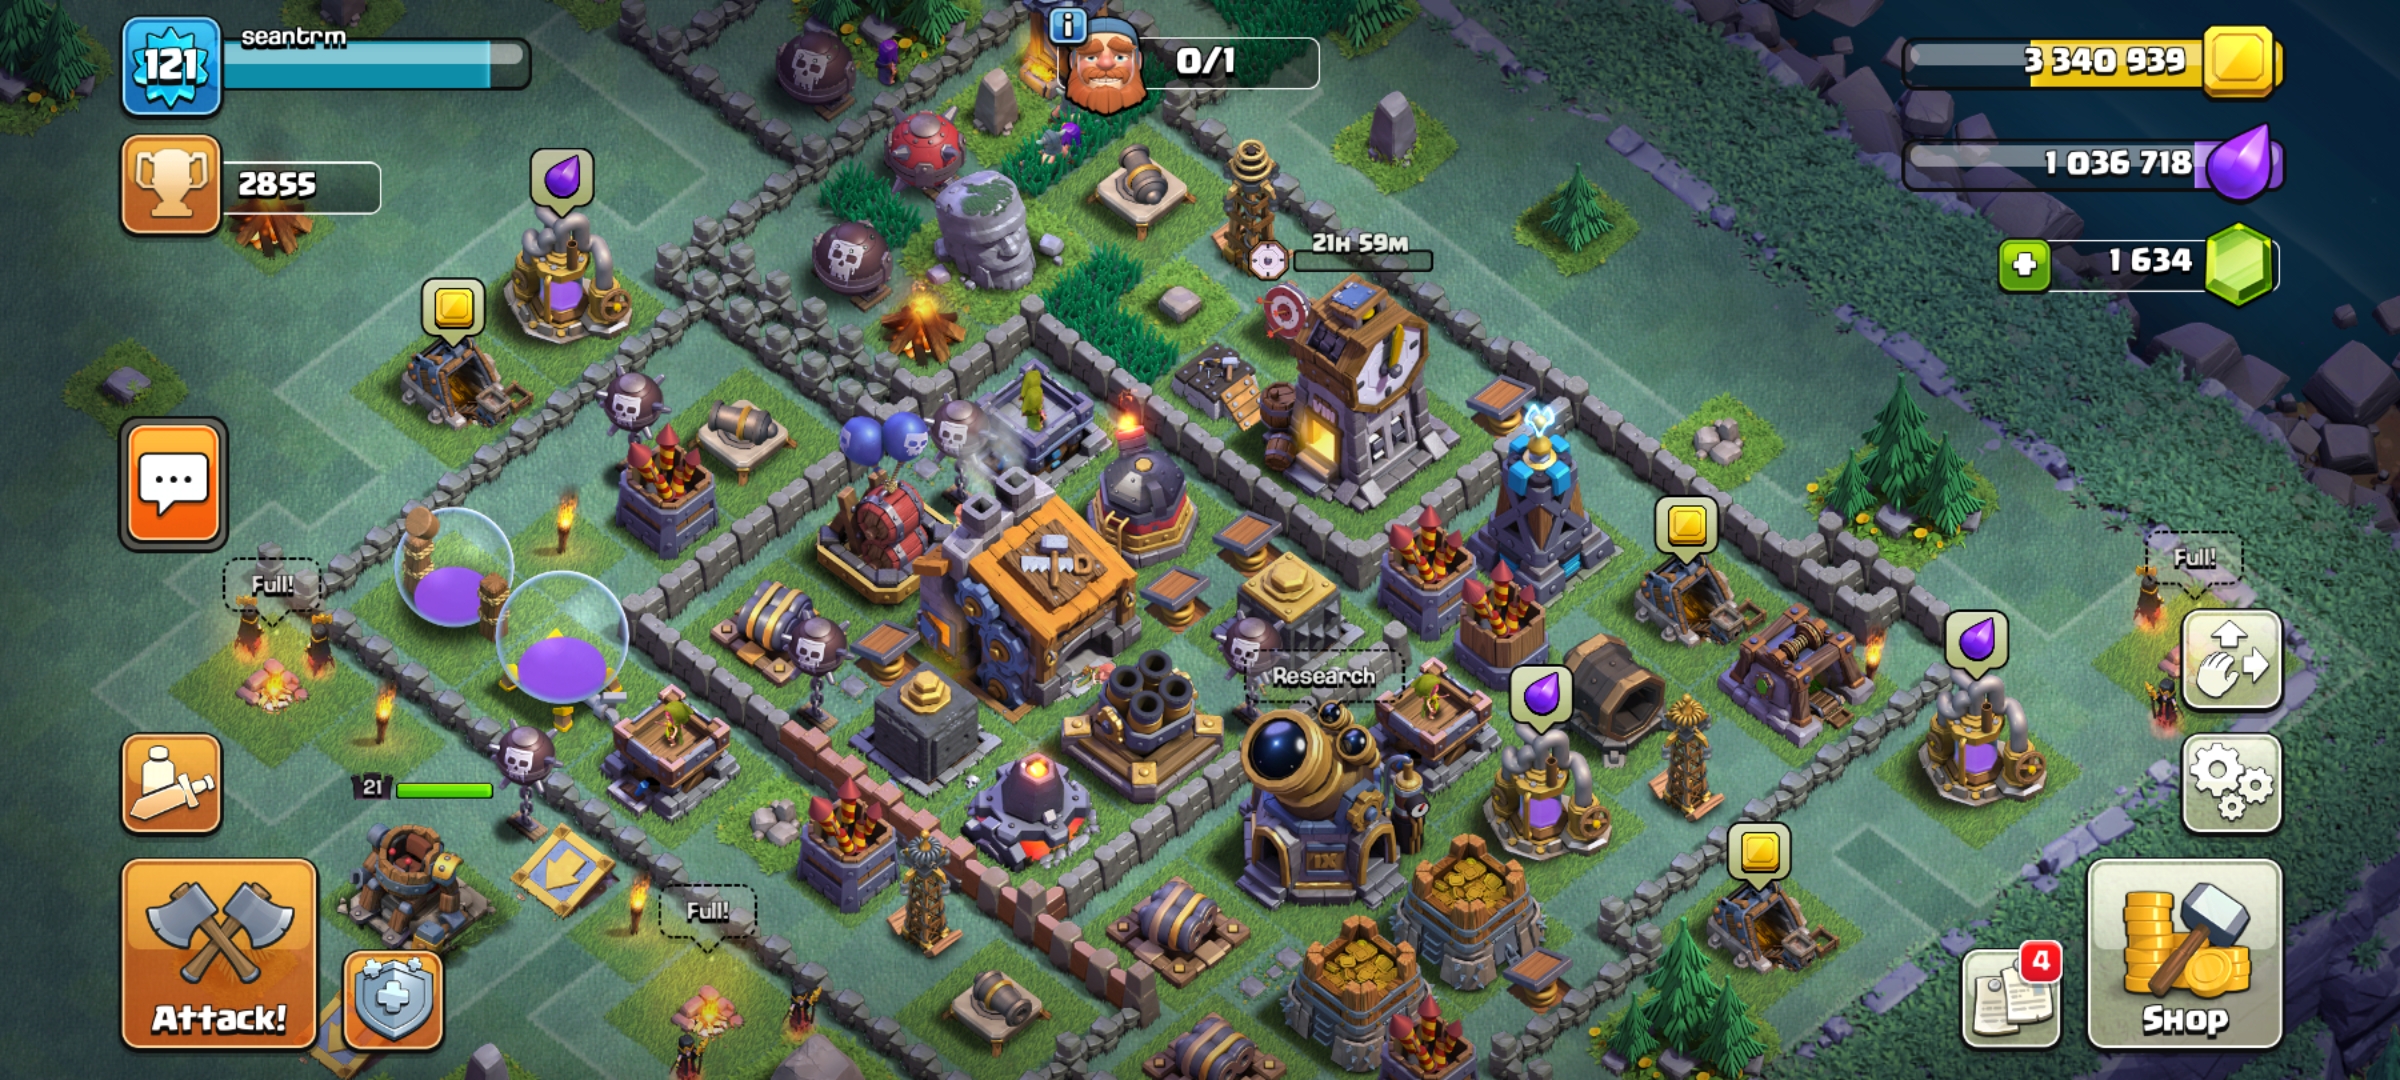 121
seantrm
i
0/1
3 340 939
2855
1 036 718
21H 59M
1 634
Full!
Full!
Research
21
IX
Full!
4
Attack!
Shop